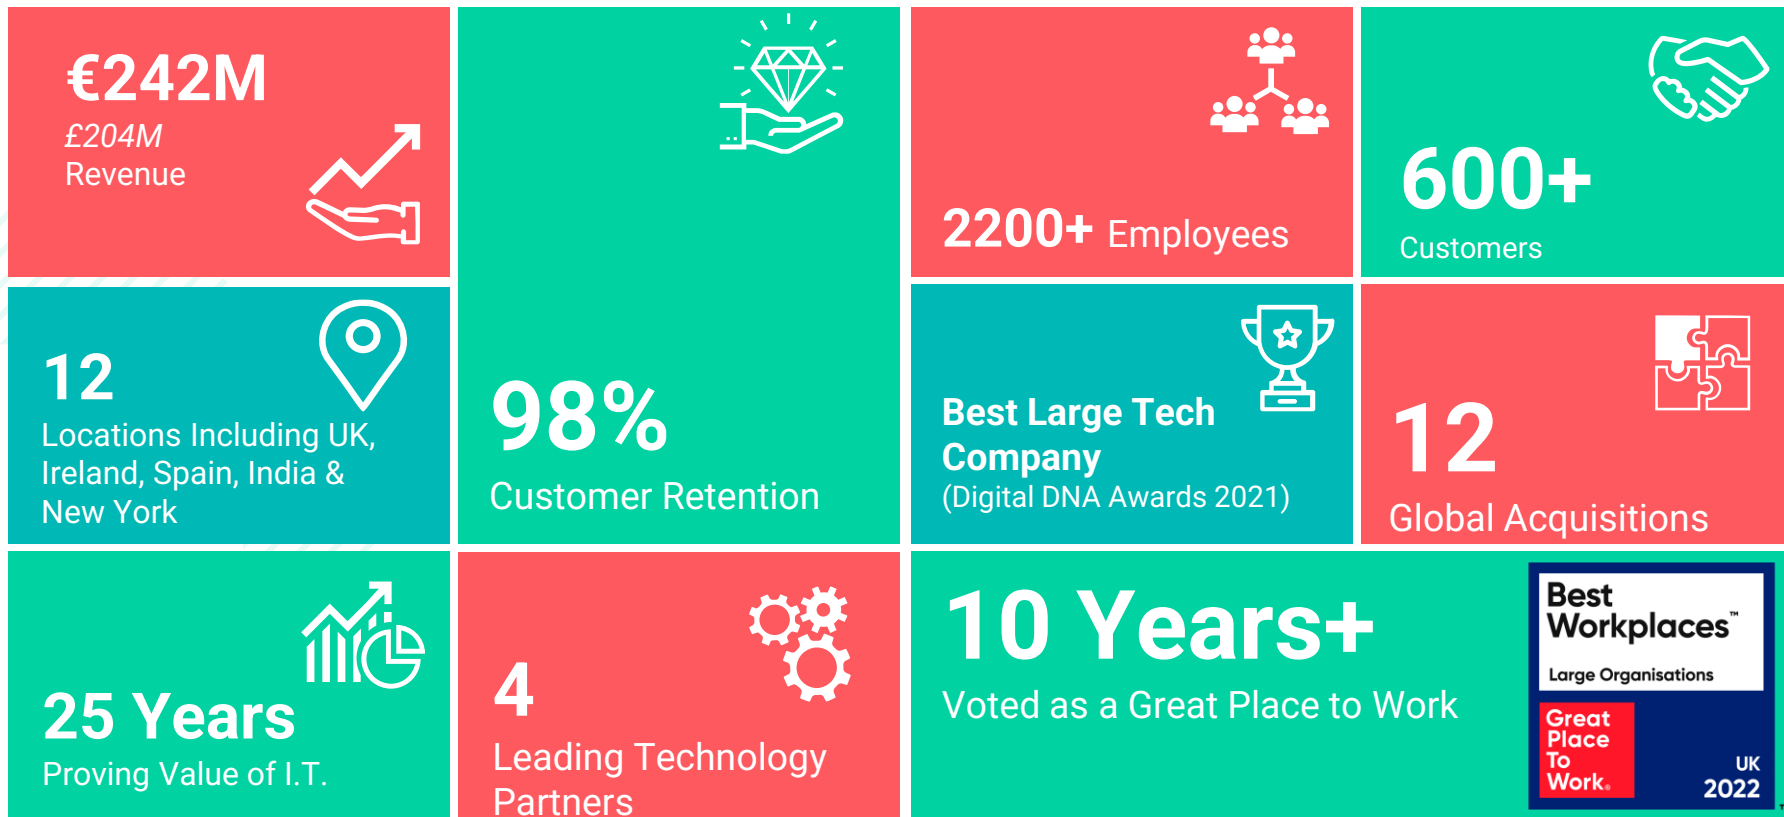 €242M
£204M
Revenue
98%
Customer Retention
2200+ Employees
600+
Customers
12
Locations Including UK,
Ireland, Spain, India &
New York
Best Large Tech
Company
(Digital DNA Awards 2021)
12
Global Acquisitions
25 Years
Proving Value of I.T.
4
Leading Technology
Partners
10 Years+
Voted as a Great Place to Work
Best
Workplaces™
Large Organisations
Great
Place
To
Work®
UK
2022